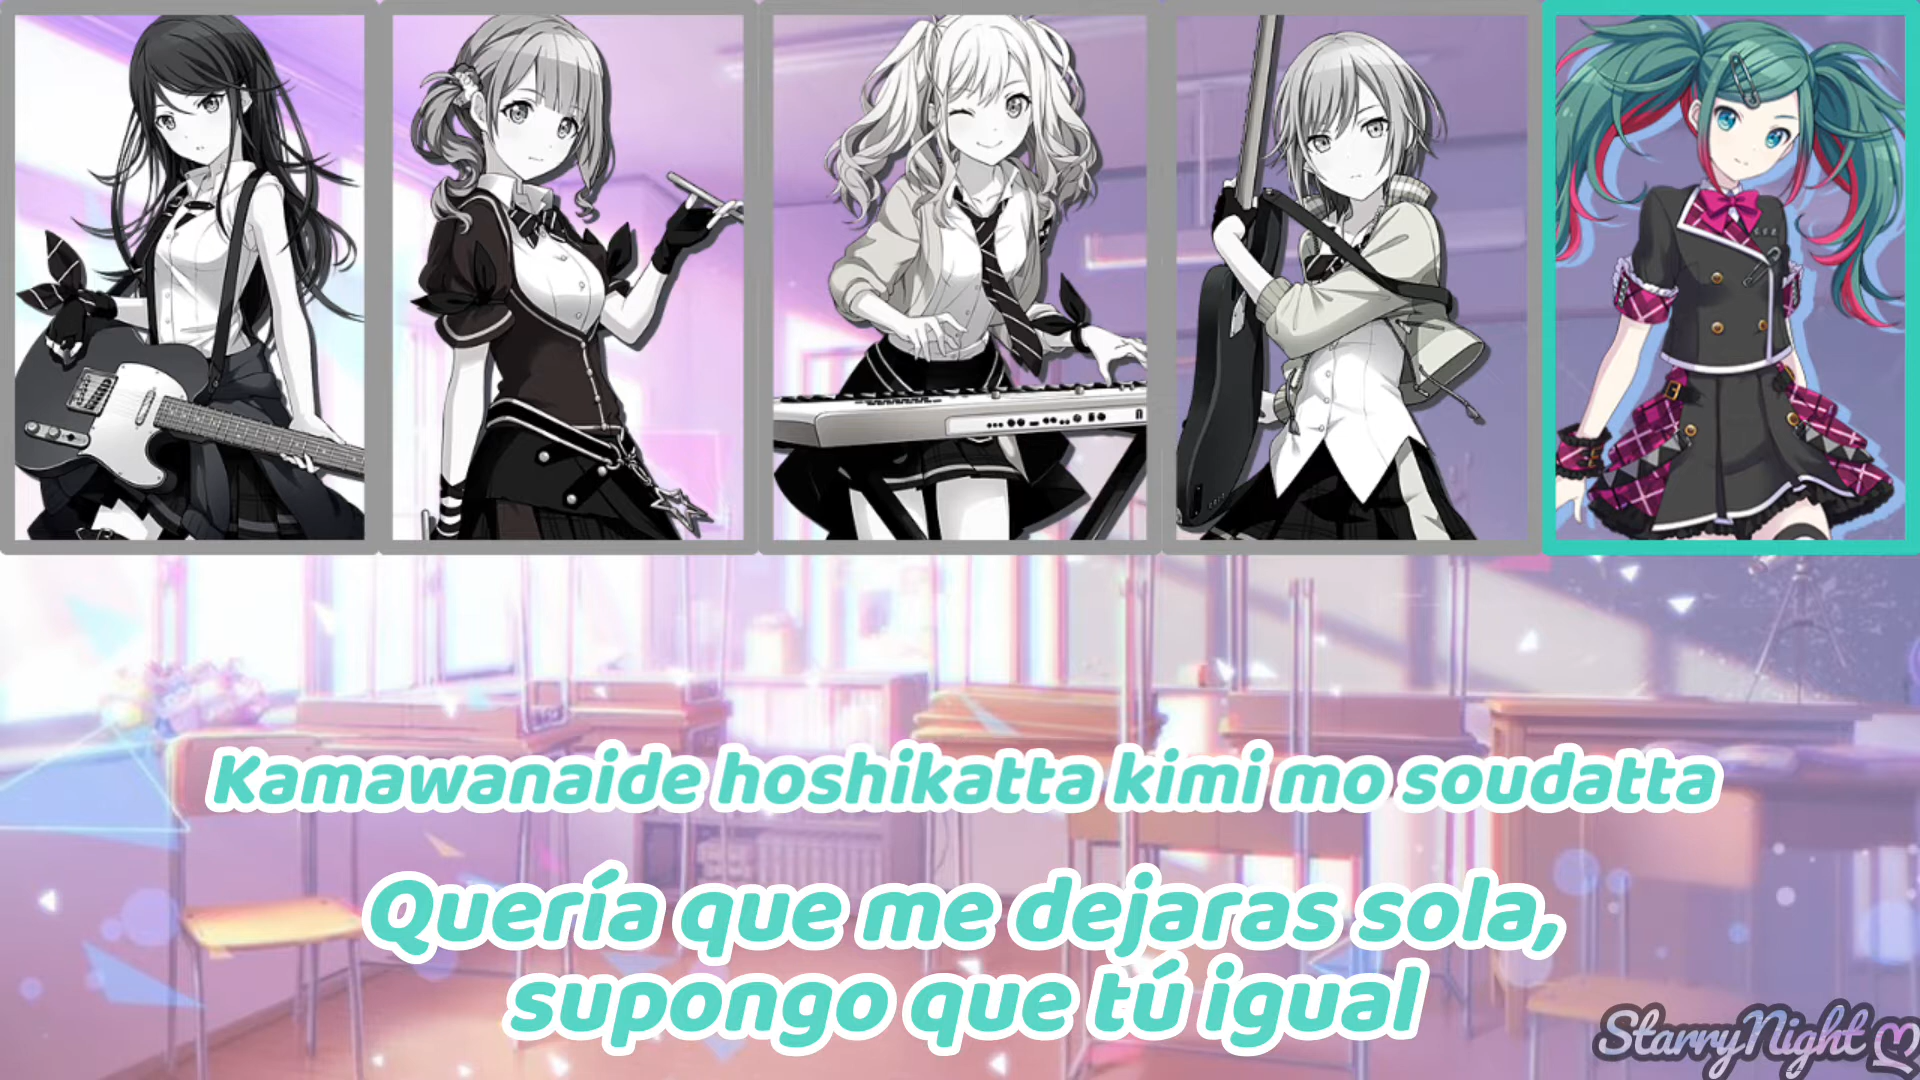 Kamawanaide hoshikatta kimi mo soudatta
Quería que me dejaras sola,
supongo que tú igual
StarryNight